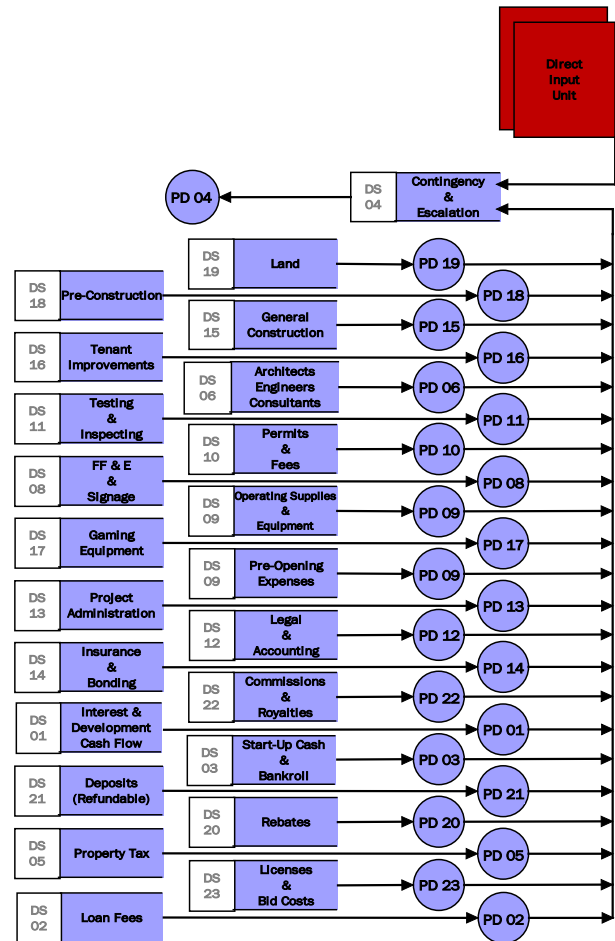 Direct
Input
Unit
PD 04
DS
04
Contingency
&
Escalation
DS
19
Land
PD 19
DS
18
Pre-Construction
PD 18
DS
15
General
Construction
PD 15
DS
16
Tenant
Improvements
PD 16
DS
06
Architects
Engineers
Consultants
PD 06
DS
11
Testing
&
Inspecting
PD 11
DS
10
Permits
&
Fees
PD 10
DS
08
FF & E
&
Signage
PD 08
DS
09
Operating Supplies
&
Equipment
PD 09
DS
17
Gaming
Equipment
PD 17
DS
09
Pre-Opening
Expenses
PD 09
DS
13
Project
Administration
PD 13
DS
12
Legal
&
Accounting
PD 12
DS
14
Insurance
&
Bonding
PD 14
DS
22
Commissions
&
Royalties
PD 22
DS
01
Interest &
Development
Cash Flow
PD 01
DS
03
Start-Up Cash
&
Bankroll
PD 03
DS
21
Deposits
(Refundable)
PD 21
DS
20
Rebates
PD 20
DS
05
Property Tax
PD 05
DS
23
Licenses
&
Bid Costs
PD 23
DS
02
Loan Fees
PD 02